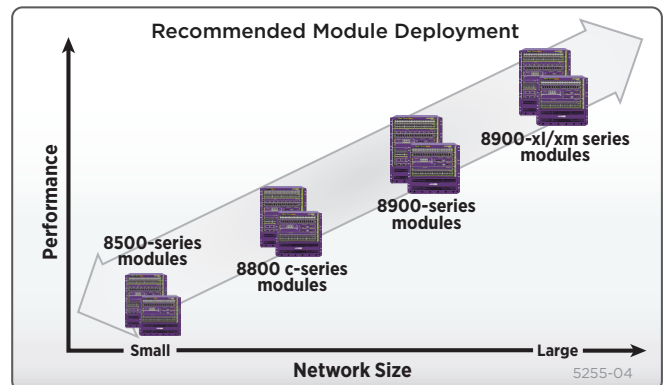 Recommended Module Deployment
Performance
8900-xl/xm series
modules
8900-series
modules
8500-series
modules
8800 c-series
modules
Small
Large
Network Size
5255-04